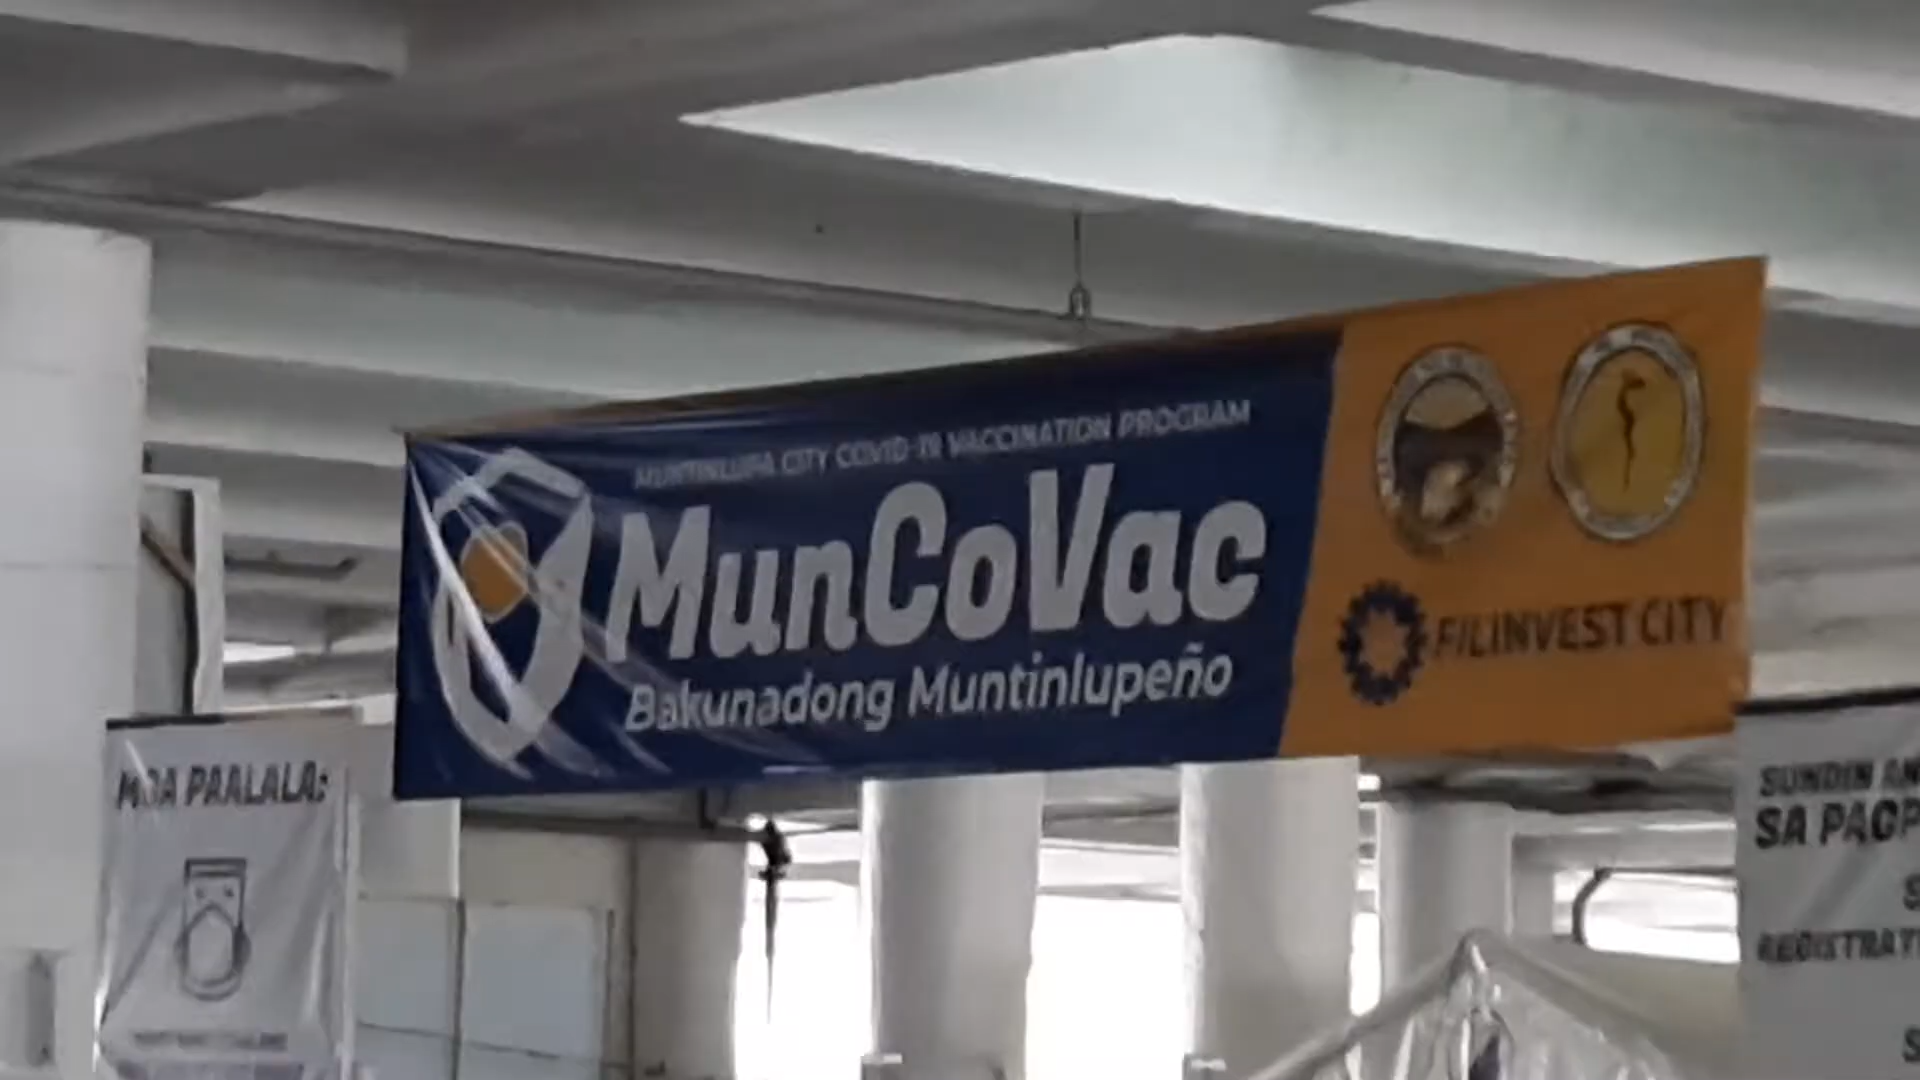 MUNTINLUPA CITY COVID-19 VACCINATION PROGRAM
MunCoVac
Bakunadong Muntinlupeño
FILINVEST CITY
MGA PAALALA:
SUNDIN AN
SA PAGP
S
REGISTRAT
S